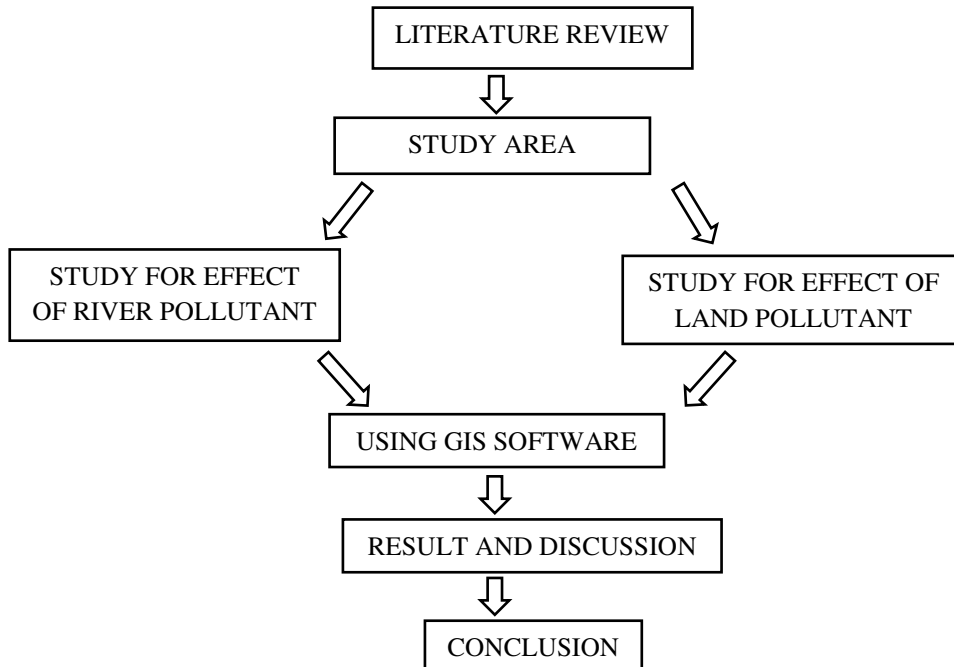 LITERATURE REVIEW
STUDY AREA
STUDY FOR EFFECT
OF RIVER POLLUTANT
STUDY FOR EFFECT OF
LAND POLLUTANT
USING GIS SOFTWARE
RESULT AND DISCUSSION
CONCLUSION